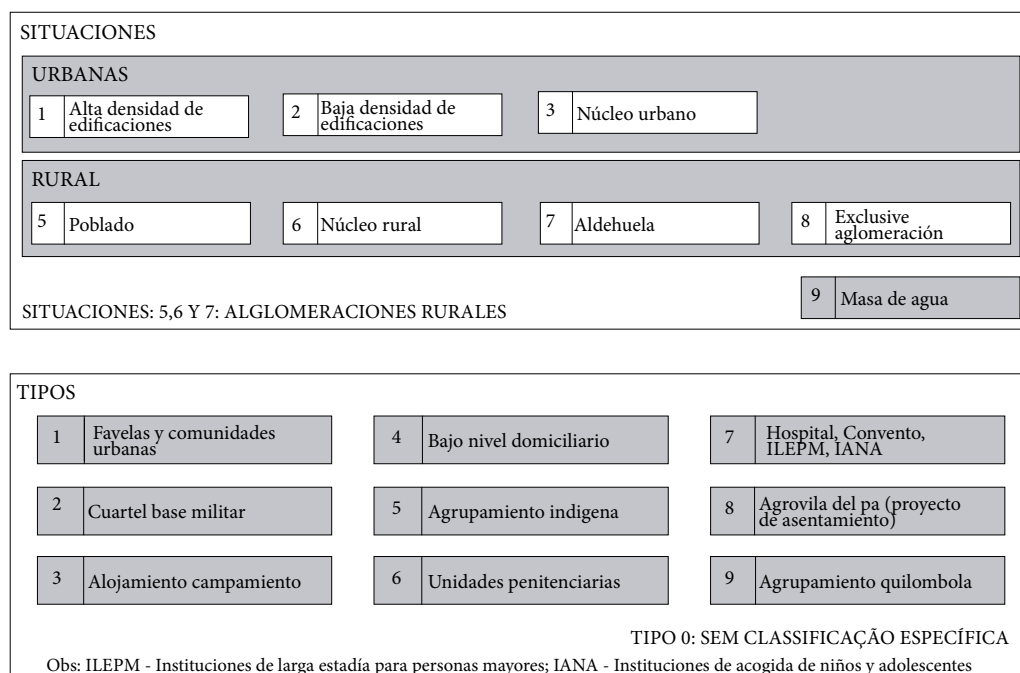 SITUACIONES
URBANAS
1 Alta densidad de
edificaciones
2 Baja densidad de
edificaciones
3 Núcleo urbano
RURAL
5 Poblado
6 Núcleo rural
7 Aldehuela
8 Exclusive
aglomeración
SITUACIONES: 5,6 Y 7: ALGLOMERACIONES RURALES
9 Masa de agua
TIPOS
1 Favelas y comunidades
urbanas
4 Bajo nivel domiciliario
7 Hospital, Convento,
ILEPM, IANA
2 Cuartel base militar
5 Agrupamiento indigena
8 Agrovila del pa (proyecto
de asentamiento)
3 Alojamiento campamiento
6 Unidades penitenciarias
9 Agrupamiento quilombola
TIPO 0: SEM CLASSIFICAÇÃO ESPECÍFICA
Obs: ILEPM - Instituciones de larga estadía para personas mayores; IANA - Instituciones de acogida de niños y adolescentes